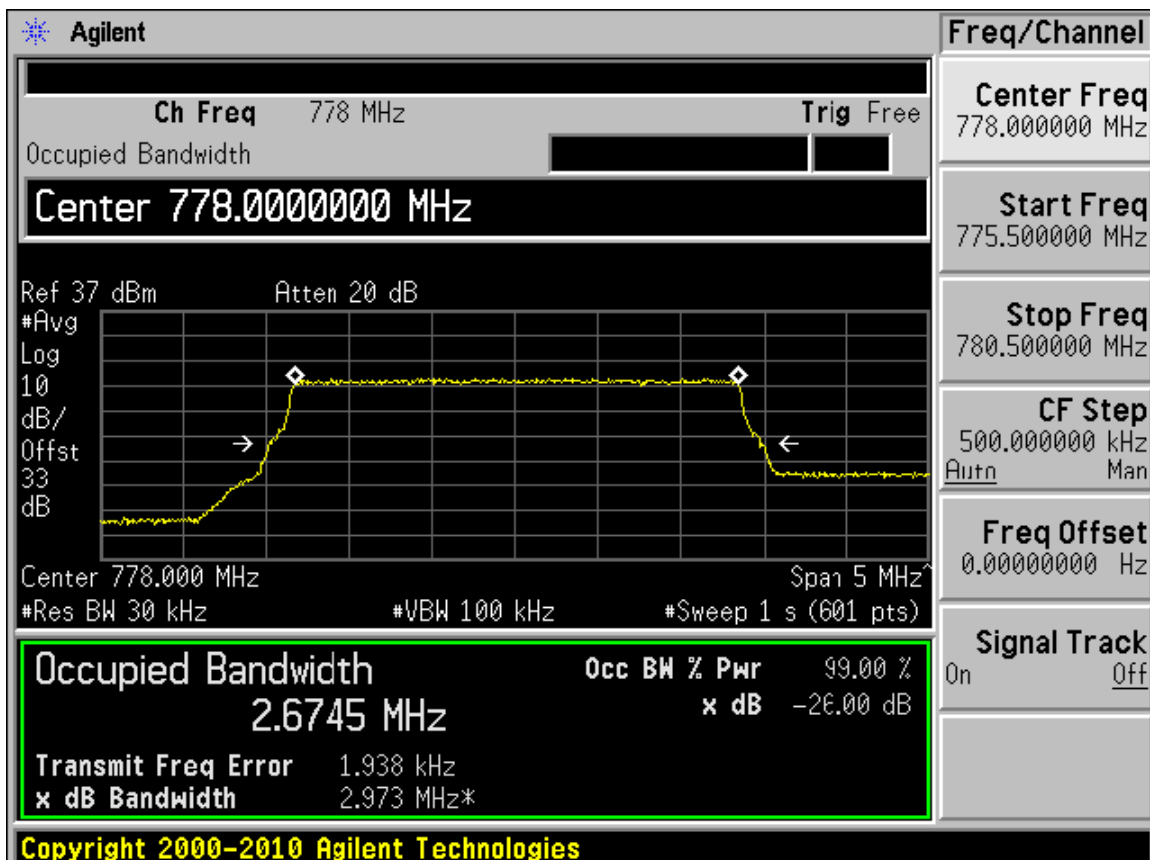 Agilent
Freq/Channel
Ch Freq 778 MHz Trig Free
Occupied Bandwidth
Center 778.0000000 MHz
Ref 37 dBm Atten 20 dB
#Avg
Log
10
dB/
Offst
33
dB
Center 778.000 MHz Span 5 MHz^
#Res BW 30 kHz #VBW 100 kHz #Sweep 1 s (601 pts)
Occupied Bandwidth
2.6745 MHz
Occ BW % Pwr 99.00 %
x dB -26.00 dB
Transmit Freq Error 1.938 kHz
x dB Bandwidth 2.973 MHz*
Copyright 2000-2010 Agilent Technologies
Center Freq
778.000000 MHz
Start Freq
775.500000 MHz
Stop Freq
780.500000 MHz
CF Step
500.000000 kHz
Auto Man
Freq Offset
0.00000000 Hz
Signal Track
On Off